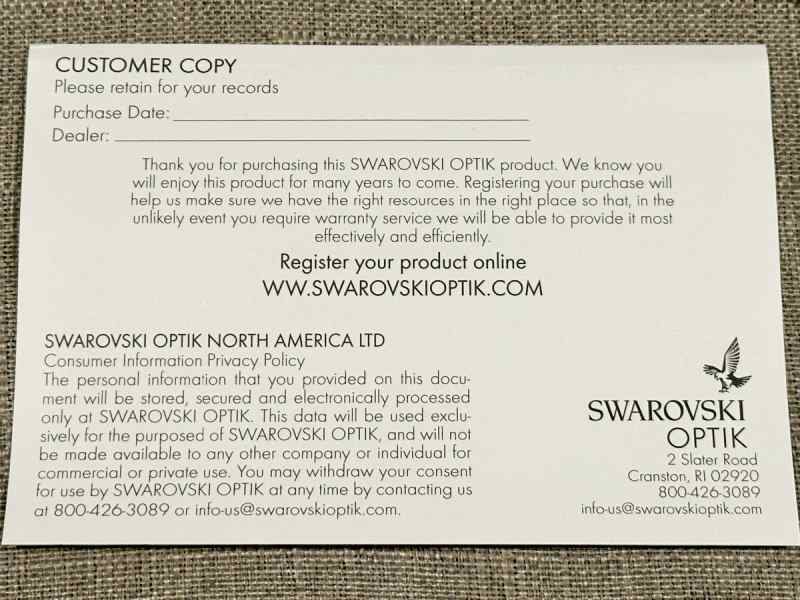 CUSTOMER COPY
Please retain for your records
Purchase Date:
Dealer:
Thank you for purchasing this SWAROVSKI OPTIK product. We know you
will enjoy this product for many years to come. Registering your purchase will
help us make sure we have the right resources in the right place so that, in the
unlikely event you require warranty service we will be able to provide it most
effectively and efficiently.
Register your product online
WW.SWAROVSKIOPTIK.COM
SWAROVSKI OPTIK NORTH AMERICA LTD
Consumer Information Privacy Policy
The personal information that you provided on this docu-
ment will be stored, secured and electronically processed
only at SWAROVSKI OPTIK. This data will be used exclu-
sively for the purposed of SWAROVSKI OPTIK, and will not
be made available to any other company or individual for
commercial or private use. You may withdraw your consent
for use by SWAROVSKI OPTIK at any time by contacting us
at 800-426-3089 or info-us@swarovskioptik.com.
SWAROVSKI
OPTIK
2 Slater Road
Cranston, RI 02920
800-426-3089
info-us@swarovskioptik.com